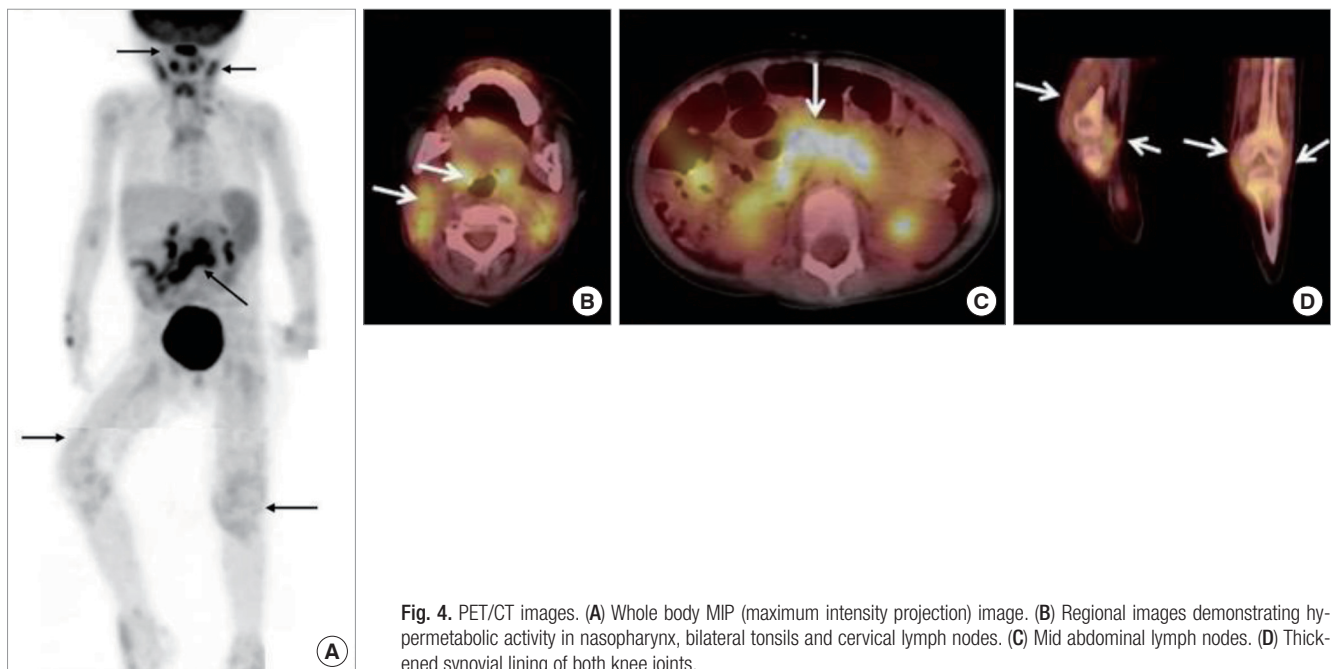 A
B
C
D
Fig. 4. PET/CT images. (A) Whole body MIP (maximum intensity projection) image. (B) Regional images demonstrating hy-
permetabolic activity in nasopharynx, bilateral tonsils and cervical lymph nodes. (C) Mid abdominal lymph nodes. (D) Thick-
ened synovial lining of both knee joints.